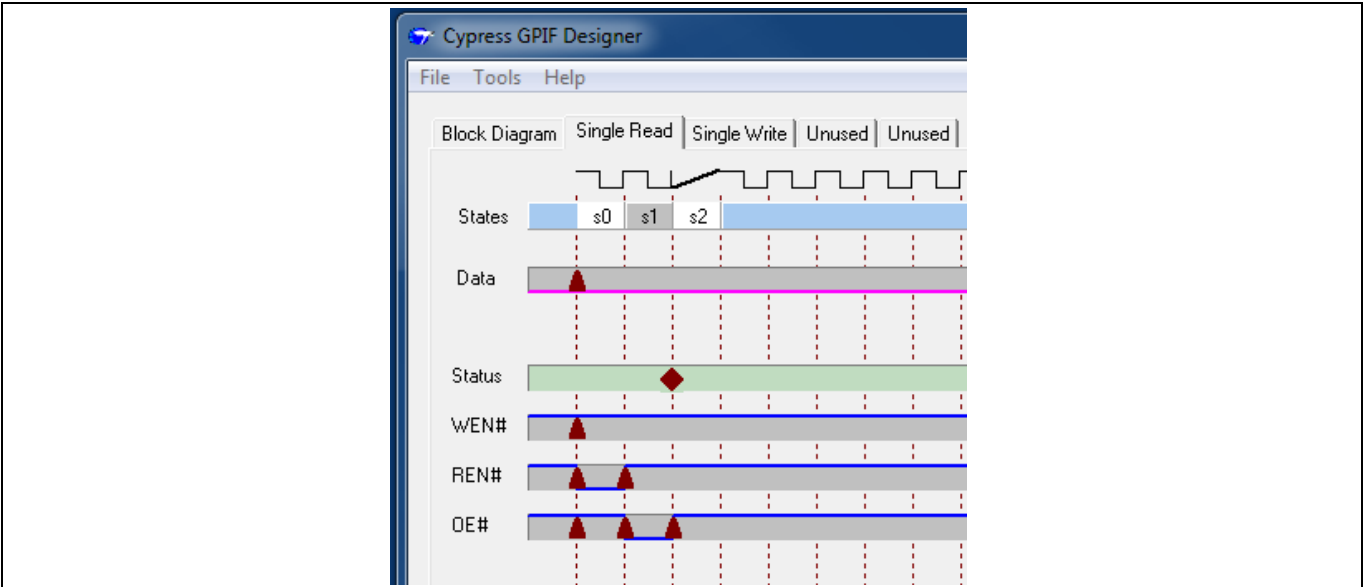 Cypress GPIF Designer
File Tools Help
Block Diagram Single Read Single Write Unused Unused
States s0 s1 s2
Data
Status
WEN#
REN#
OE#